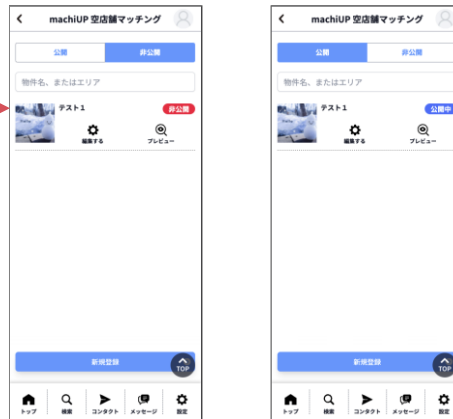 machiUP 空店舗マッチング
公開 非公開
物件名、またはエリア
テスト1 非公開
編集する プレビュー
新規登録
TOP
トップ 検索 コンタクト メッセージ 設定
machiUP 空店舗マッチング
公開 非公開
物件名、またはエリア
テスト1 公開中
編集する プレビュー
新規登録
TOP
トップ 検索 コンタクト メッセージ 設定